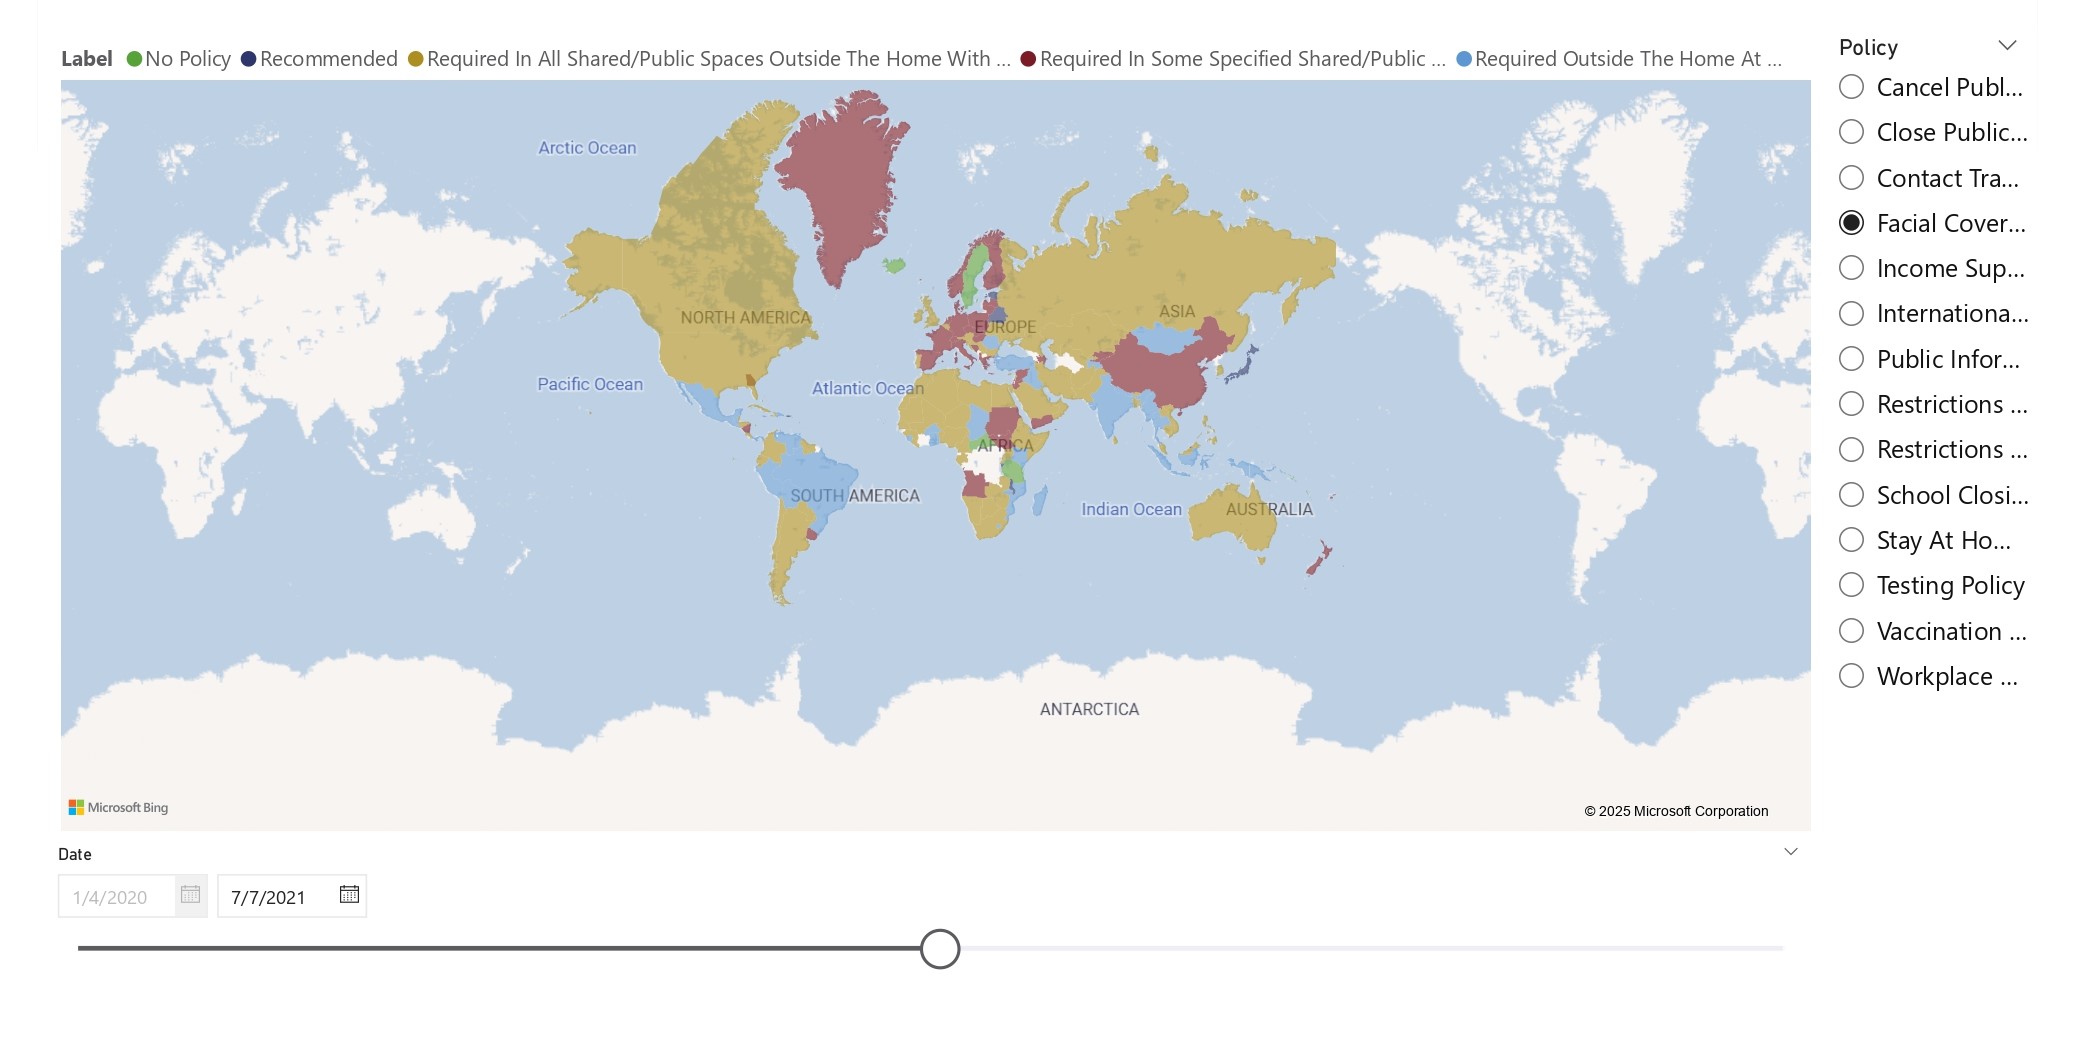 Label No Policy Recommended Required In All Shared/Public Spaces Outside The Home With ... Required In Some Specified Shared/Public ... Required Outside The Home At ...
Arctic Ocean
NORTH AMERICA
ASIA
EUROPE
Pacific Ocean
Atlantic Ocean
AFRICA
SOUTH AMERICA
Indian Ocean
AUSTRALIA
ANTARCTICA
Microsoft Bing
© 2025 Microsoft Corporation
Policy
Cancel Publ...
Close Public...
Contact Tra...
Facial Cover...
Income Sup...
Internationa...
Public Infor...
Restrictions ...
Restrictions ...
School Closi...
Stay At Ho...
Testing Policy
Vaccination ...
Workplace ...
Date
1/4/2020 7/7/2021